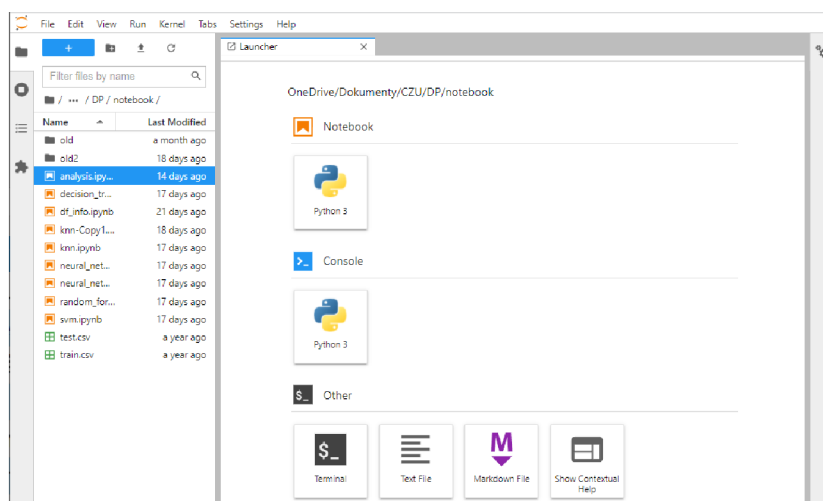 File Edit View Run Kernel Tabs Settings Help
+
Filter files by name
/ ••• / DP / notebook /
Name Last Modified
old a month ago
old2 18 days ago
analysis.ipy... 14 days ago
decision_tr... 17 days ago
df_info.ipynb 21 days ago
knn-Copy1.... 18 days ago
knn.ipynb 17 days ago
neural_net... 17 days ago
neural_net... 17 days ago
random_for... 17 days ago
svm.ipynb 17 days ago
test.csv a year ago
train.csv a year ago
Launcher ×
OneDrive/Dokumenty/CZU/DP/notebook
Notebook
Python 3
>_ Console
Python 3
$_ Other
$_ M
Terminal Text File Markdown File Show Contextual
Help